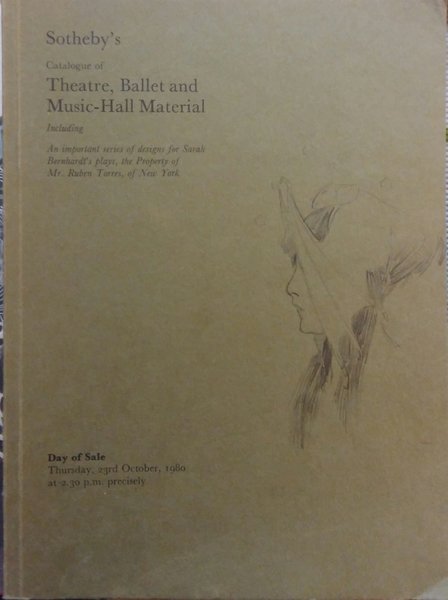 Sotheby's
Catalogue of
Theatre, Ballet and
Music-Hall Material
Including
An important series of designs for Sarah
Bernhardt's plays, the Property of
Mr. Ruben Torres, of New York
Day of Sale
Thursday, 23rd October, 1980
at 2.30 p.m. precisely